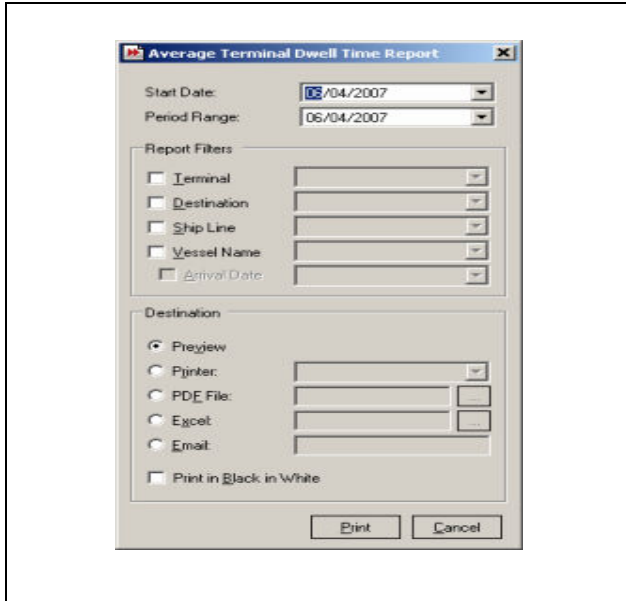 Average Terminal Dwell Time Report
Start Date: 06/04/2007
Period Range: 06/04/2007
Report Filters
Terminal
Destination
Ship Line
Vessel Name
Arrival Date
Destination
Preview
Printer:
PDF File: ...
Excel: ...
Email:
Print in Black in White
Print Cancel